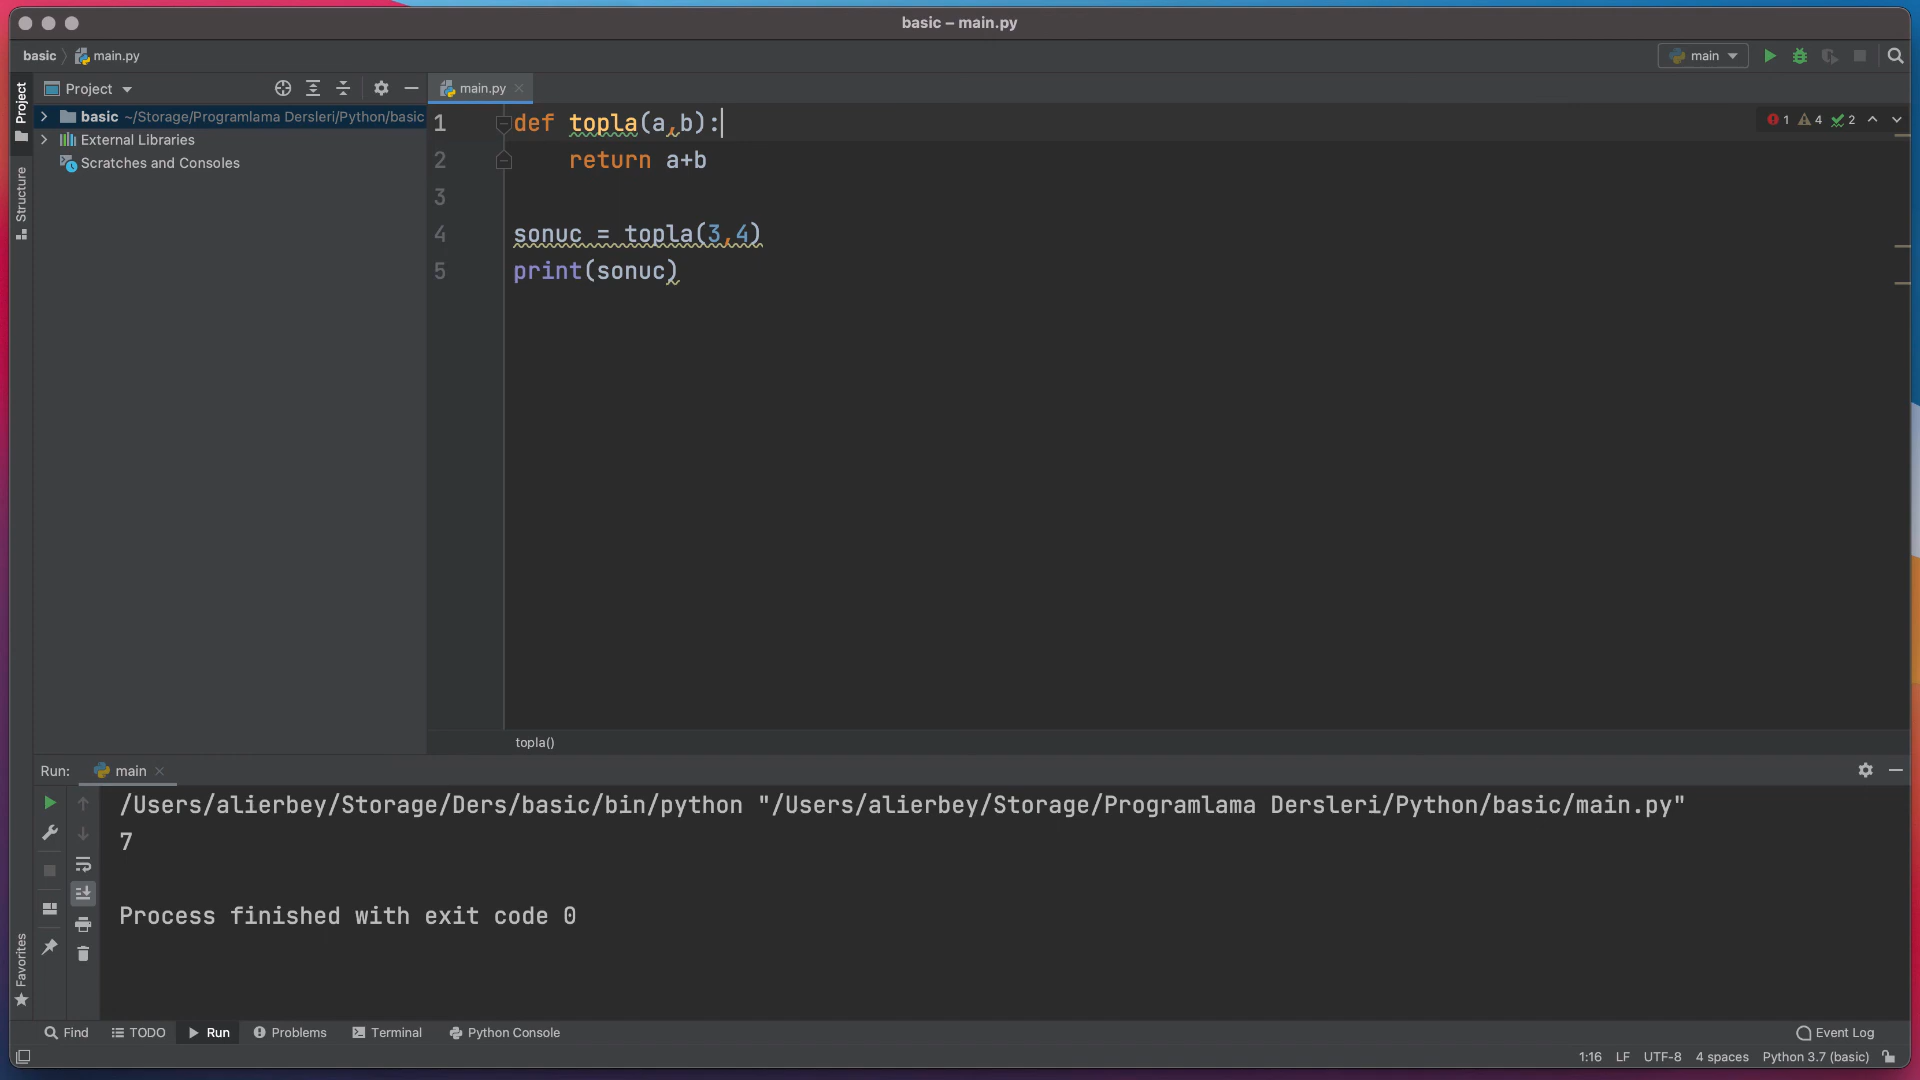 basic – main.py
basic
main.py
main
Project
main.py
Project
basic ~/Storage/Programlama Dersleri/Python/basic
External Libraries
Scratches and Consoles
Structure
1 def topla(a,b):
2 return a+b
3
4 sonuc = topla(3,4)
5 print(sonuc)
1 4 2
topla()
Run: main
/Users/alierbey/Storage/Ders/basic/bin/python "/Users/alierbey/Storage/Programlama Dersleri/Python/basic/main.py"
7
Process finished with exit code 0
Favorites
Find TODO Run Problems Terminal Python Console Event Log
1:16 LF UTF-8 4 spaces Python 3.7 (basic)